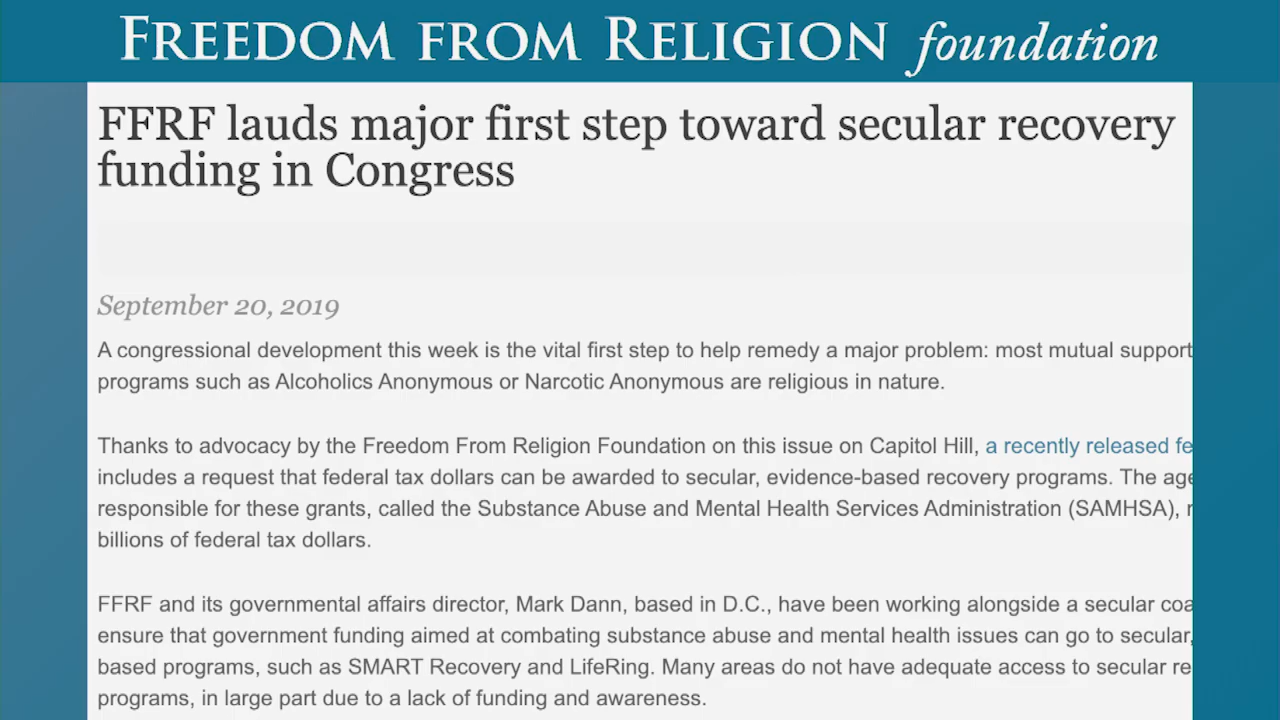 FREEDOM FROM RELIGION foundation
FFRF lauds major first step toward secular recovery
funding in Congress
September 20, 2019
A congressional development this week is the vital first step to help remedy a major problem: most mutual support
programs such as Alcoholics Anonymous or Narcotic Anonymous are religious in nature.
Thanks to advocacy by the Freedom From Religion Foundation on this issue on Capitol Hill, a recently released fe
includes a request that federal tax dollars can be awarded to secular, evidence-based recovery programs. The age
responsible for these grants, called the Substance Abuse and Mental Health Services Administration (SAMHSA),
billions of federal tax dollars.
FFRF and its governmental affairs director, Mark Dann, based in D.C., have been working alongside a secular coa
ensure that government funding aimed at combating substance abuse and mental health issues can go to secular,
based programs, such as SMART Recovery and LifeRing. Many areas do not have adequate access to secular re
programs, in large part due to a lack of funding and awareness.